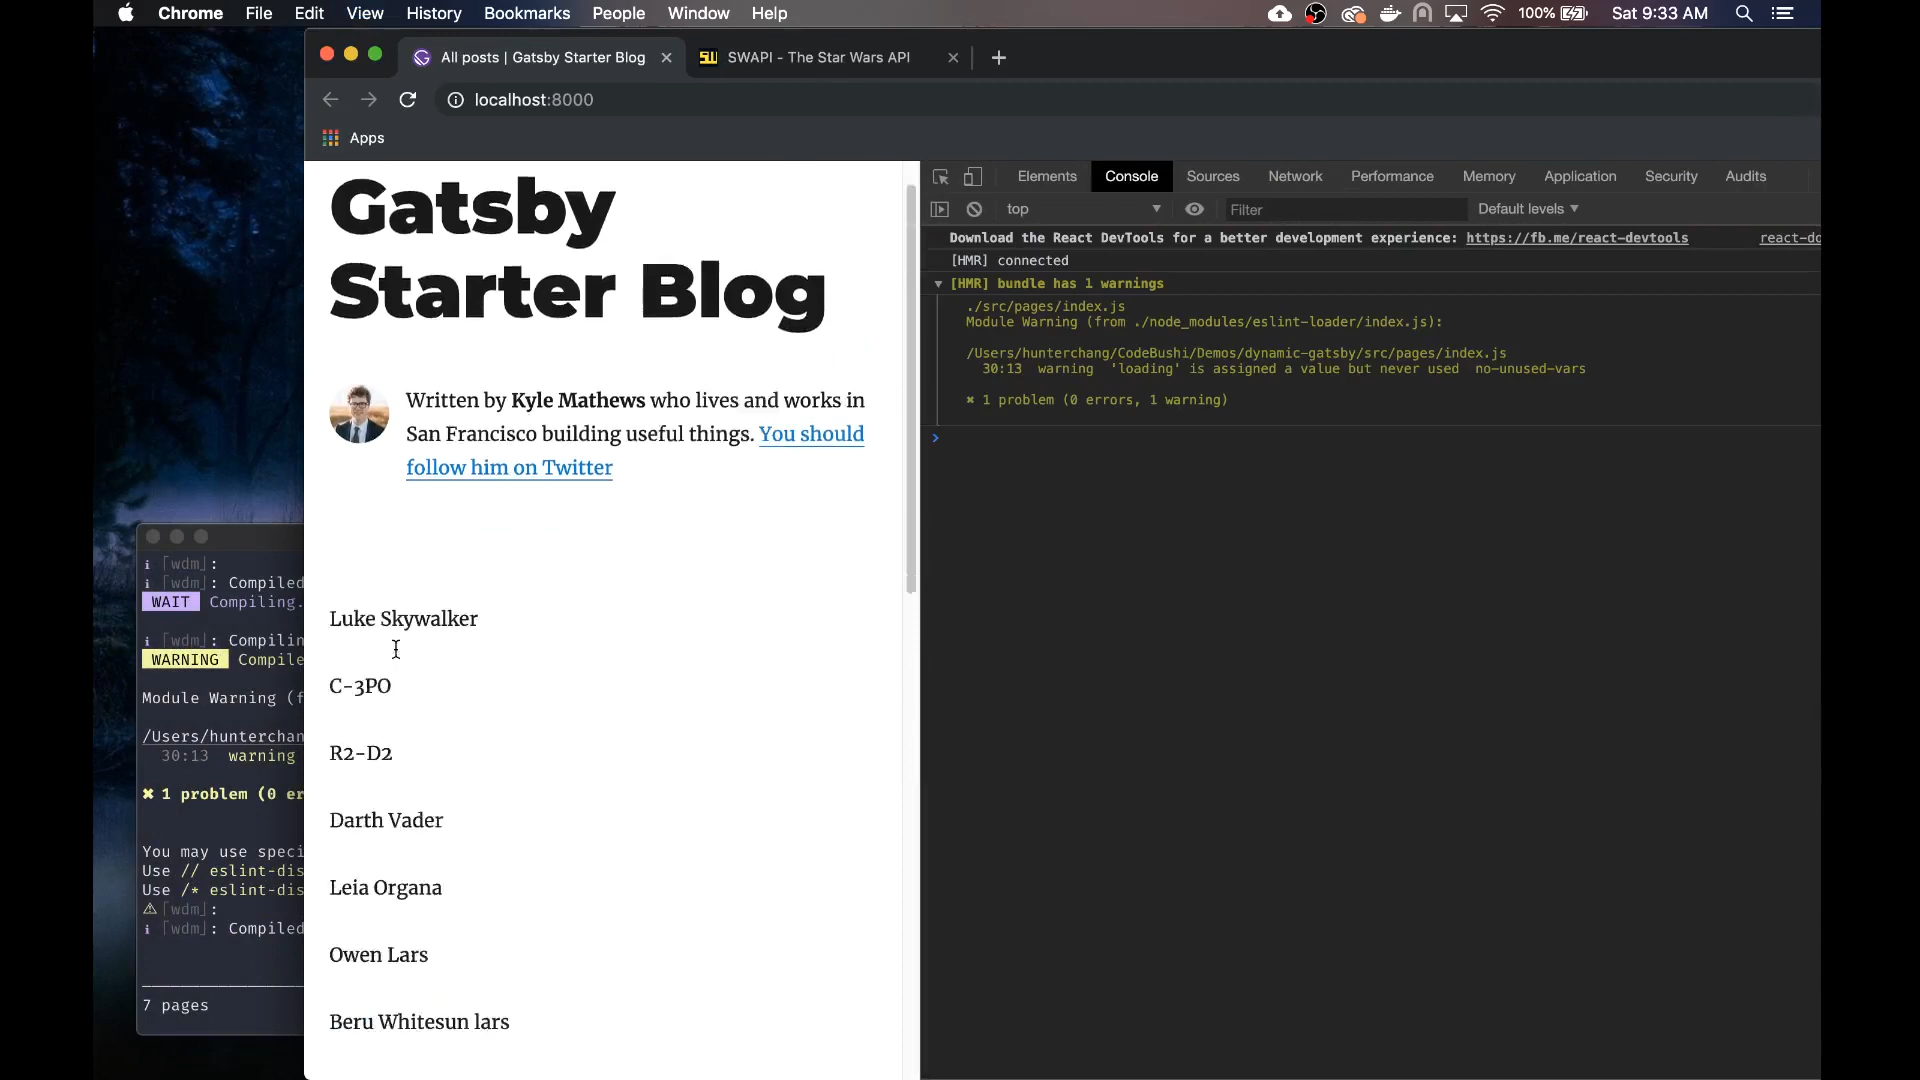 Chrome File Edit View History Bookmarks People Window Help
100% Sat 9:33 AM
All posts | Gatsby Starter Blog
SWAPI - The Star Wars API
localhost:8000
Apps
Gatsby
Starter Blog
Written by Kyle Mathews who lives and works in
San Francisco building useful things. You should
follow him on Twitter
Luke Skywalker
C-3PO
R2-D2
Darth Vader
Leia Organa
Owen Lars
Beru Whitesun lars
Elements Console Sources Network Performance Memory Application Security Audits
top Filter Default levels
Download the React DevTools for a better development experience: https://fb.me/react-devtools react-do
[HMR] connected
[HMR] bundle has 1 warnings
./src/pages/index.js
Module Warning (from ./node_modules/eslint-loader/index.js):
/Users/hunterchang/CodeBushi/Demos/dynamic-gatsby/src/pages/index.js
30:13 warning 'loading' is assigned a value but never used no-unused-vars
✖ 1 problem (0 errors, 1 warning)
i ｢wdm｣:
i ｢wdm｣: Compiled
WAIT Compiling.
i ｢wdm｣: Compilin
WARNING Compile
Module Warning (f
/Users/hunterchan
30:13 warning
✖ 1 problem (0 er
You may use speci
Use // eslint-dis
Use /* eslint-dis
⚠ ｢wdm｣:
i ｢wdm｣: Compiled
7 pages